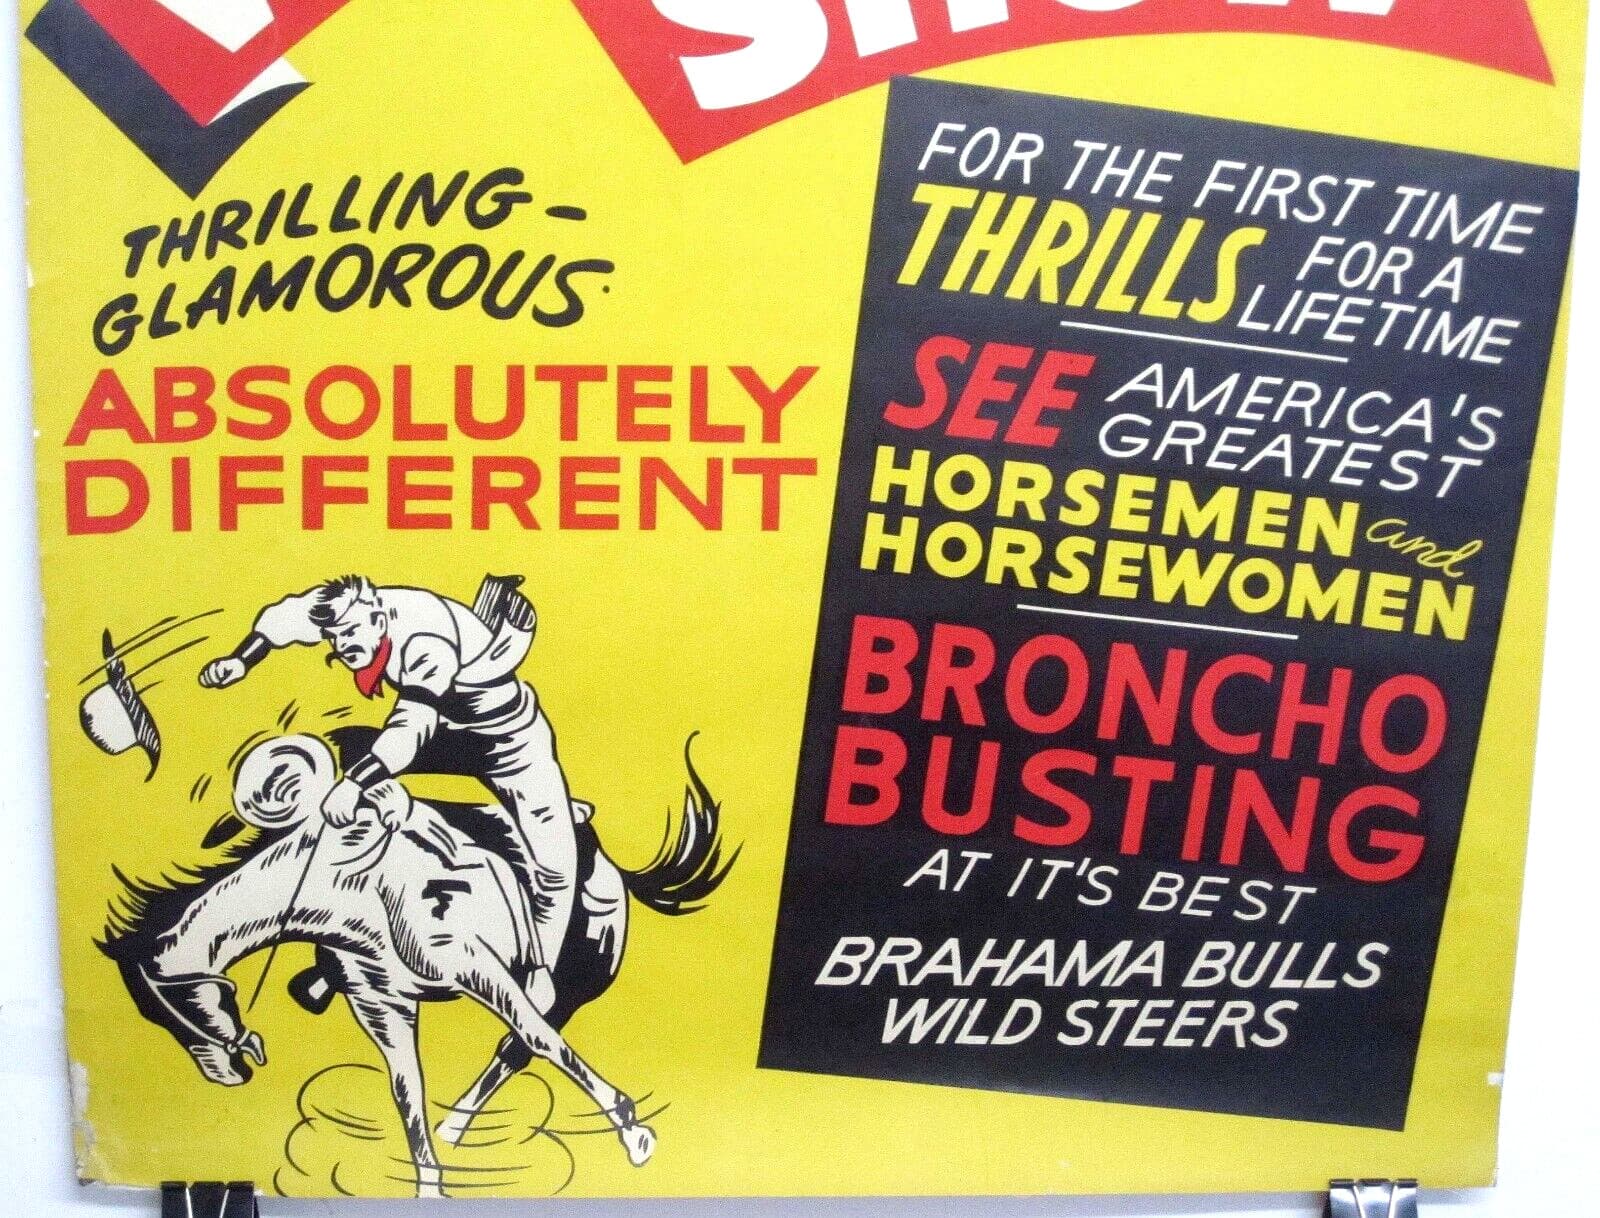 SHOW
THRILLING-
GLAMOROUS.
ABSOLUTELY
DIFFERENT
FOR THE FIRST TIME
THRILLS FOR A
LIFETIME
SEE AMERICA'S
GREATEST
HORSEMEN and
HORSEWOMEN
BRONCHO
BUSTING
AT IT'S BEST
BRAHAMA BULLS
WILD STEERS